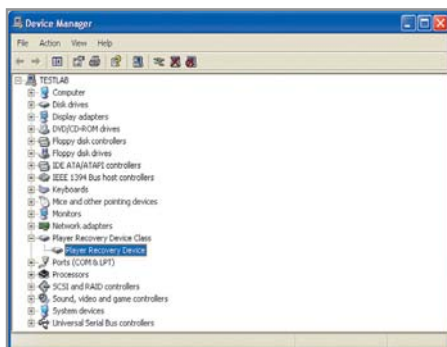 Device Manager
File Action View Help
TESTLAB
Computer
Disk drives
Display adapters
DVD/CD-ROM drives
Floppy disk controllers
Floppy disk drives
IDE ATA/ATAPI controllers
IEEE 1394 Bus host controllers
Keyboards
Mice and other pointing devices
Monitors
Network adapters
Player Recovery Device Class
Player Recovery Device
Ports (COM & LPT)
Processors
SCSI and RAID controllers
Sound, video and game controllers
System devices
Universal Serial Bus controllers